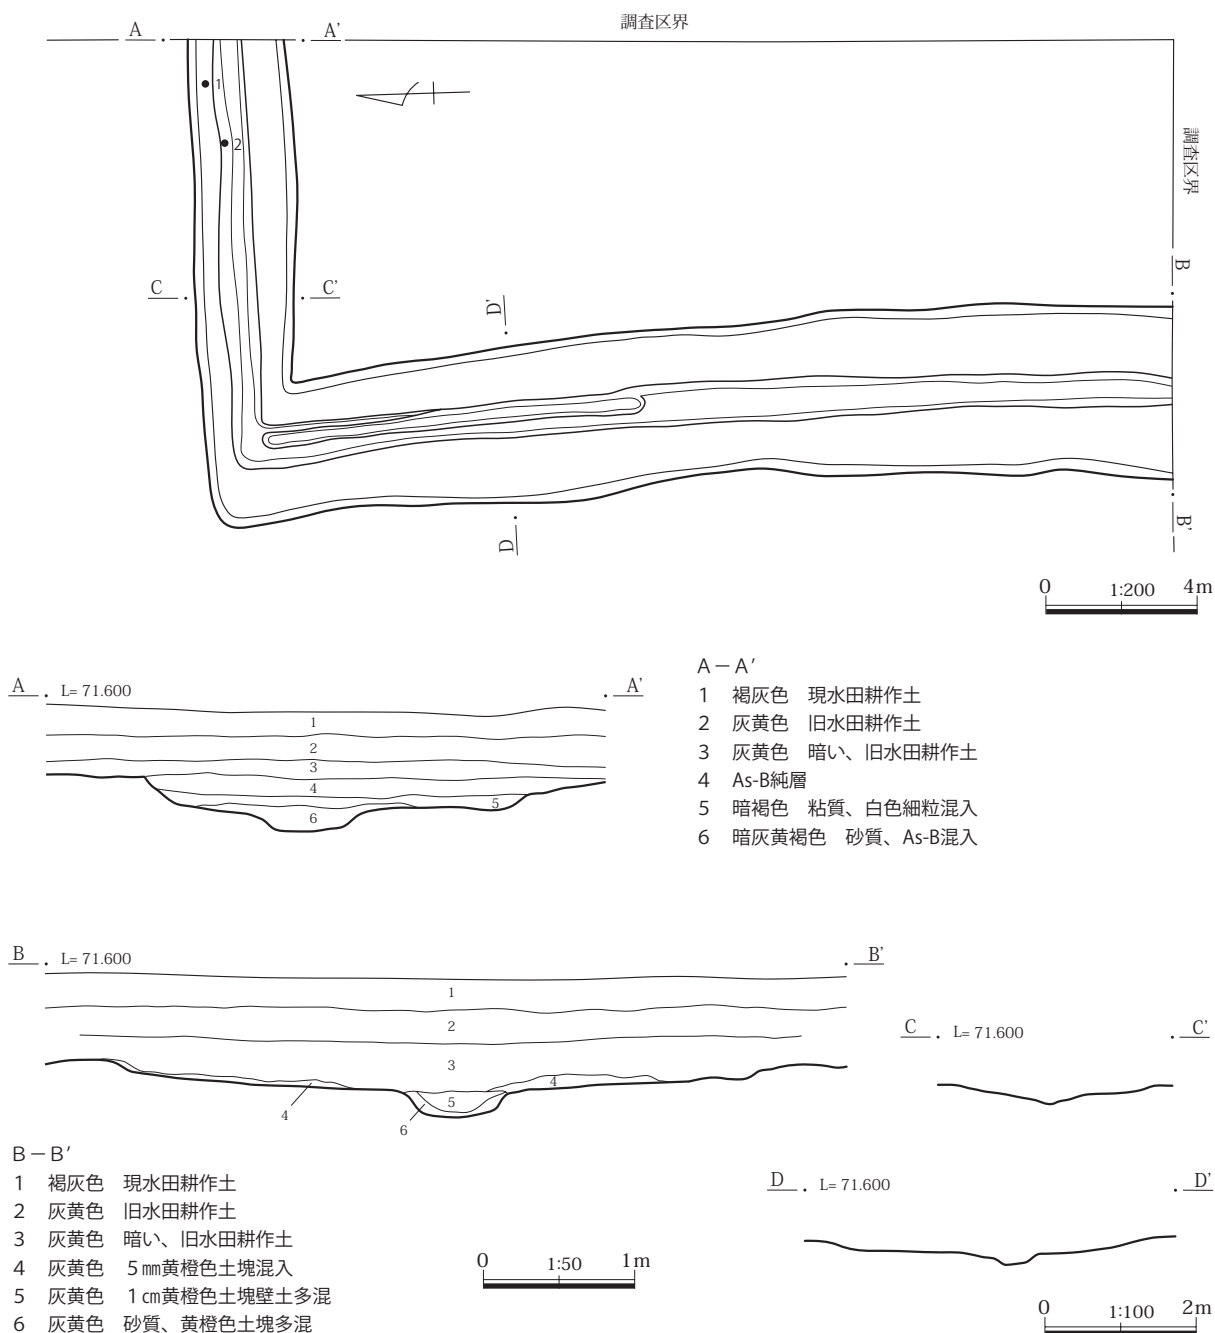 調査区界
A
A'
1
2
調査区界
B
C
C'
D'
D
B'
0 1:200 4m
A L= 71.600 A'
1
2
3
4
5
6
A－A′
1 褐灰色 現水田耕作土
2 灰黄色 旧水田耕作土
3 灰黄色 暗い、旧水田耕作土
4 As-B純層
5 暗褐色 粘質、白色細粒混入
6 暗灰黄褐色 砂質、As-B混入
B L= 71.600 B'
1
2
3
4
4
5
6
C L= 71.600 C'
B－B′
1 褐灰色 現水田耕作土
2 灰黄色 旧水田耕作土
3 灰黄色 暗い、旧水田耕作土
4 灰黄色 5㎜黄橙色土塊混入
5 灰黄色 1㎝黄橙色土塊壁土多混
6 灰黄色 砂質、黄橙色土塊多混
0 1:50 1m
D L= 71.600 D'
0 1:100 2m